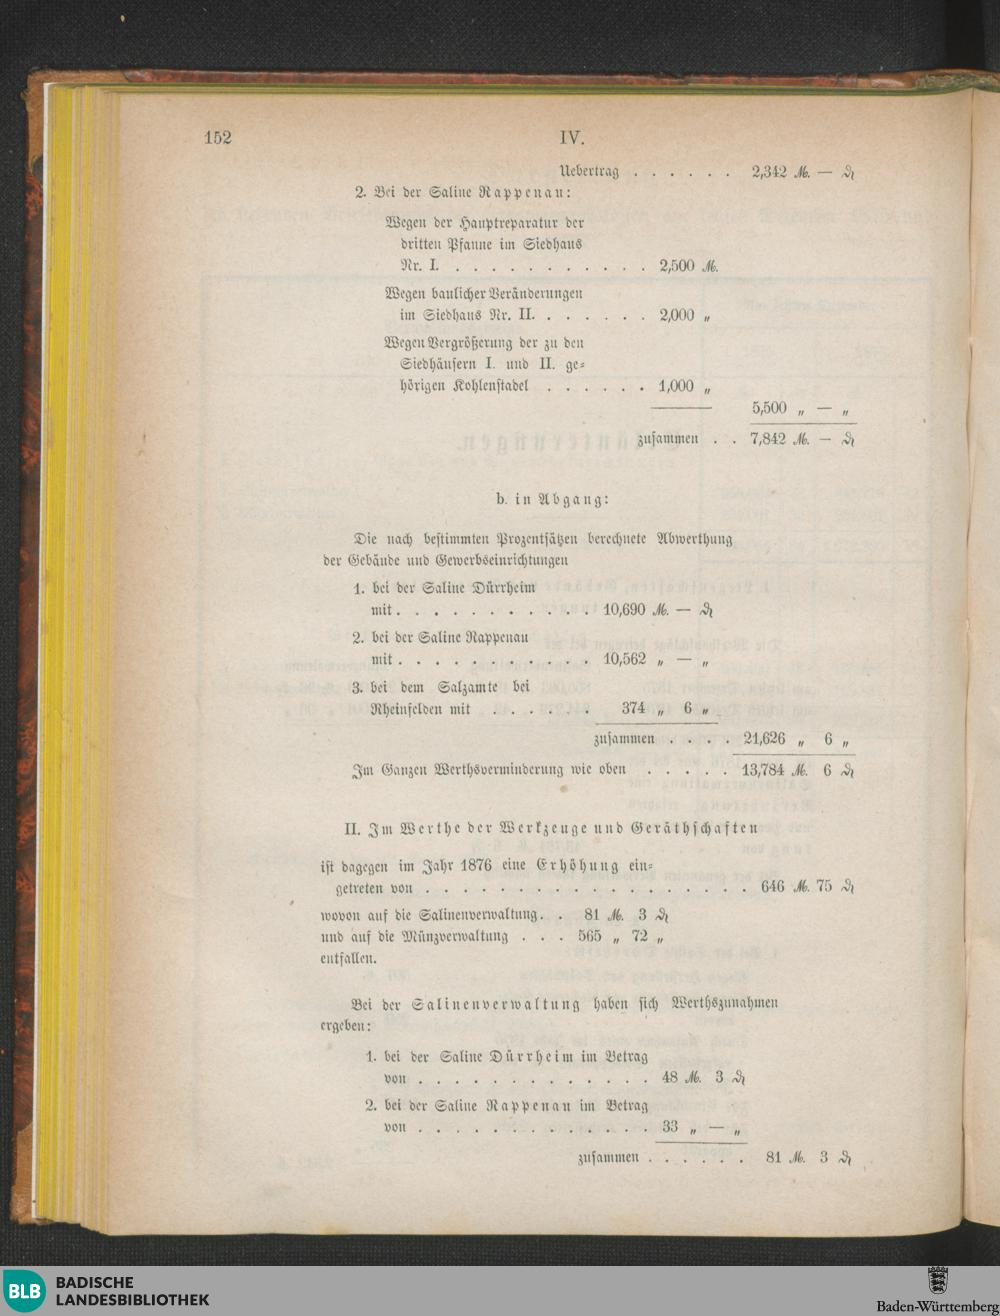 152 IV.
Uebertrag . . . . . . 2,342 ℳ. — ₰
2. Bei der Saline Rappenau:
Wegen der Hauptreparatur der
dritten Pfanne im Siedhaus
Nr. I. . . . . . . . . . . . 2,500 ℳ.
Wegen baulicher Veränderungen
im Siedhaus Nr. II. . . . . . . 2,000 „
Wegen Vergrößerung der zu den
Siedhäusern I. und II. ge-
hörigen Kohlenstadel . . . . . . 1,000 „
5,500 „ — „
zusammen . . 7,842 ℳ. — ₰
b. in Abgang:
Die nach bestimmten Prozentsätzen berechnete Abwerthung
der Gebäude und Gewerbseinrichtungen
1. bei der Saline Dürrheim
mit . . . . . . . . . . . 10,690 ℳ. — ₰
2. bei der Saline Rappenau
mit . . . . . . . . . . . 10,562 „ — „
3. bei dem Salzamte bei
Rheinfelden mit . . . . . . 374 „ 6 „
zusammen . . . . 21,626 „ 6 „
Im Ganzen Werthsverminderung wie oben . . . . . 13,784 ℳ. 6 ₰
II. Im Werthe der Werkzeuge und Geräthschaften
ist dagegen im Jahr 1876 eine Erhöhung ein-
getreten von . . . . . . . . . . . . . . . . . 646 ℳ. 75 ₰
wovon auf die Salinenverwaltung . . 81 ℳ. 3 ₰
und auf die Münzverwaltung . . . 565 „ 72 „
entfallen.
Bei der Salinenverwaltung haben sich Werthszunahmen
ergeben:
1. bei der Saline Dürrheim im Betrag
von . . . . . . . . . . . . . 48 ℳ. 3 ₰
2. bei der Saline Rappenau im Betrag
von . . . . . . . . . . . . . 33 „ — „
zusammen . . . . . . 81 ℳ. 3 ₰
BLB BADISCHE
LANDESBIBLIOTHEK
Baden-Württemberg